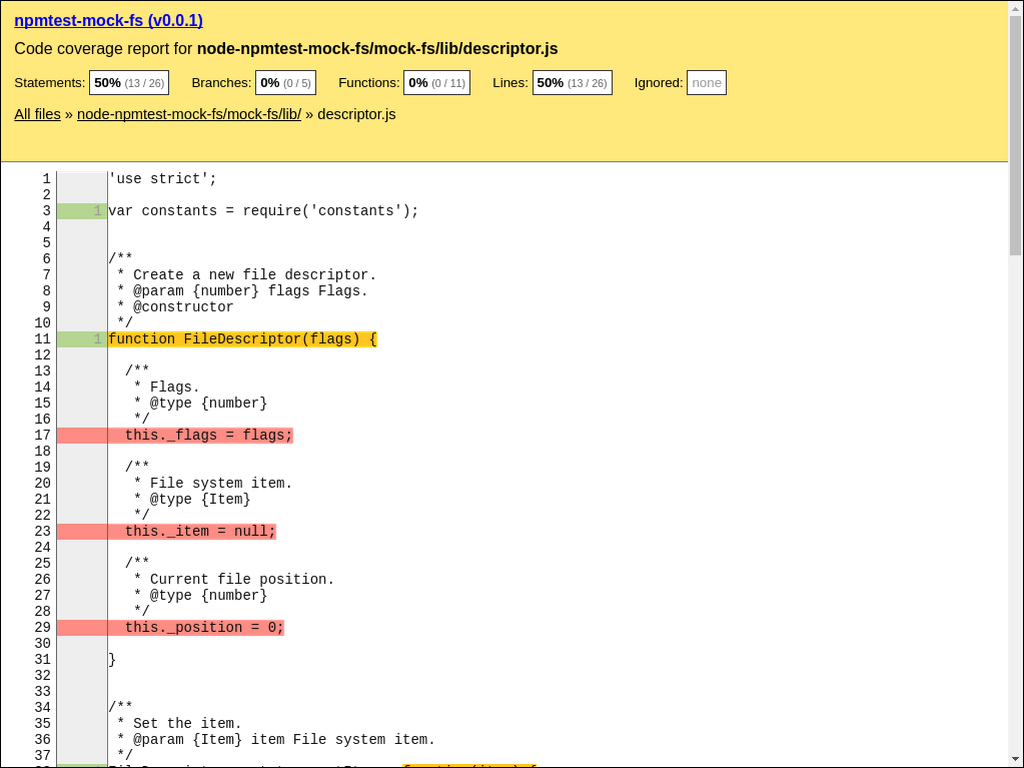 npmtest-mock-fs (v0.0.1)
Code coverage report for node-npmtest-mock-fs/mock-fs/lib/descriptor.js
Statements: 50% (13 / 26) Branches: 0% (0 / 5) Functions: 0% (0 / 11) Lines: 50% (13 / 26) Ignored: none
All files » node-npmtest-mock-fs/mock-fs/lib/ » descriptor.js
1 'use strict';
2
3 1 var constants = require('constants');
4
5
6 /**
7  * Create a new file descriptor.
8  * @param {number} flags Flags.
9  * @constructor
10  */
11 1 function FileDescriptor(flags) {
12
13   /**
14    * Flags.
15    * @type {number}
16    */
17   this._flags = flags;
18
19   /**
20    * File system item.
21    * @type {Item}
22    */
23   this._item = null;
24
25   /**
26    * Current file position.
27    * @type {number}
28    */
29   this._position = 0;
30
31 }
32
33
34 /**
35  * Set the item.
36  * @param {Item} item File system item.
37  */